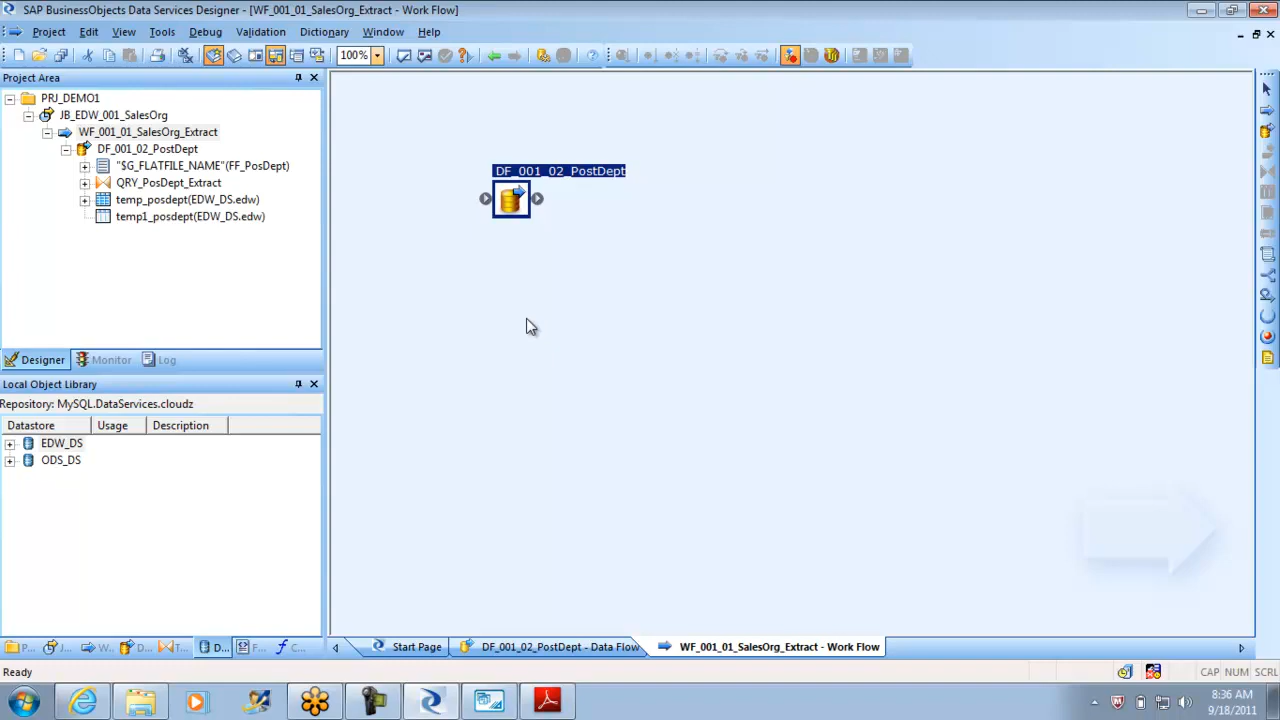 SAP BusinessObjects Data Services Designer - [WF_001_01_SalesOrg_Extract - Work Flow]
Project Edit View Tools Debug Validation Dictionary Window Help
100%
Project Area
PRJ_DEMO1
JB_EDW_001_SalesOrg
WF_001_01_SalesOrg_Extract
DF_001_02_PostDept
"$G_FLATFILE_NAME"(FF_PosDept)
QRY_PosDept_Extract
temp_posdept(EDW_DS.edw)
temp1_posdept(EDW_DS.edw)
DF_001_02_PostDept
Designer Monitor Log
Local Object Library
Repository: MySQL.DataServices.cloudz
Datastore Usage Description
EDW_DS
ODS_DS
P... J... W... D... T... D... F... C...
Start Page DF_001_02_PostDept - Data Flow WF_001_01_SalesOrg_Extract - Work Flow
Ready
CAP NUM SCRL
8:36 AM
9/18/2011